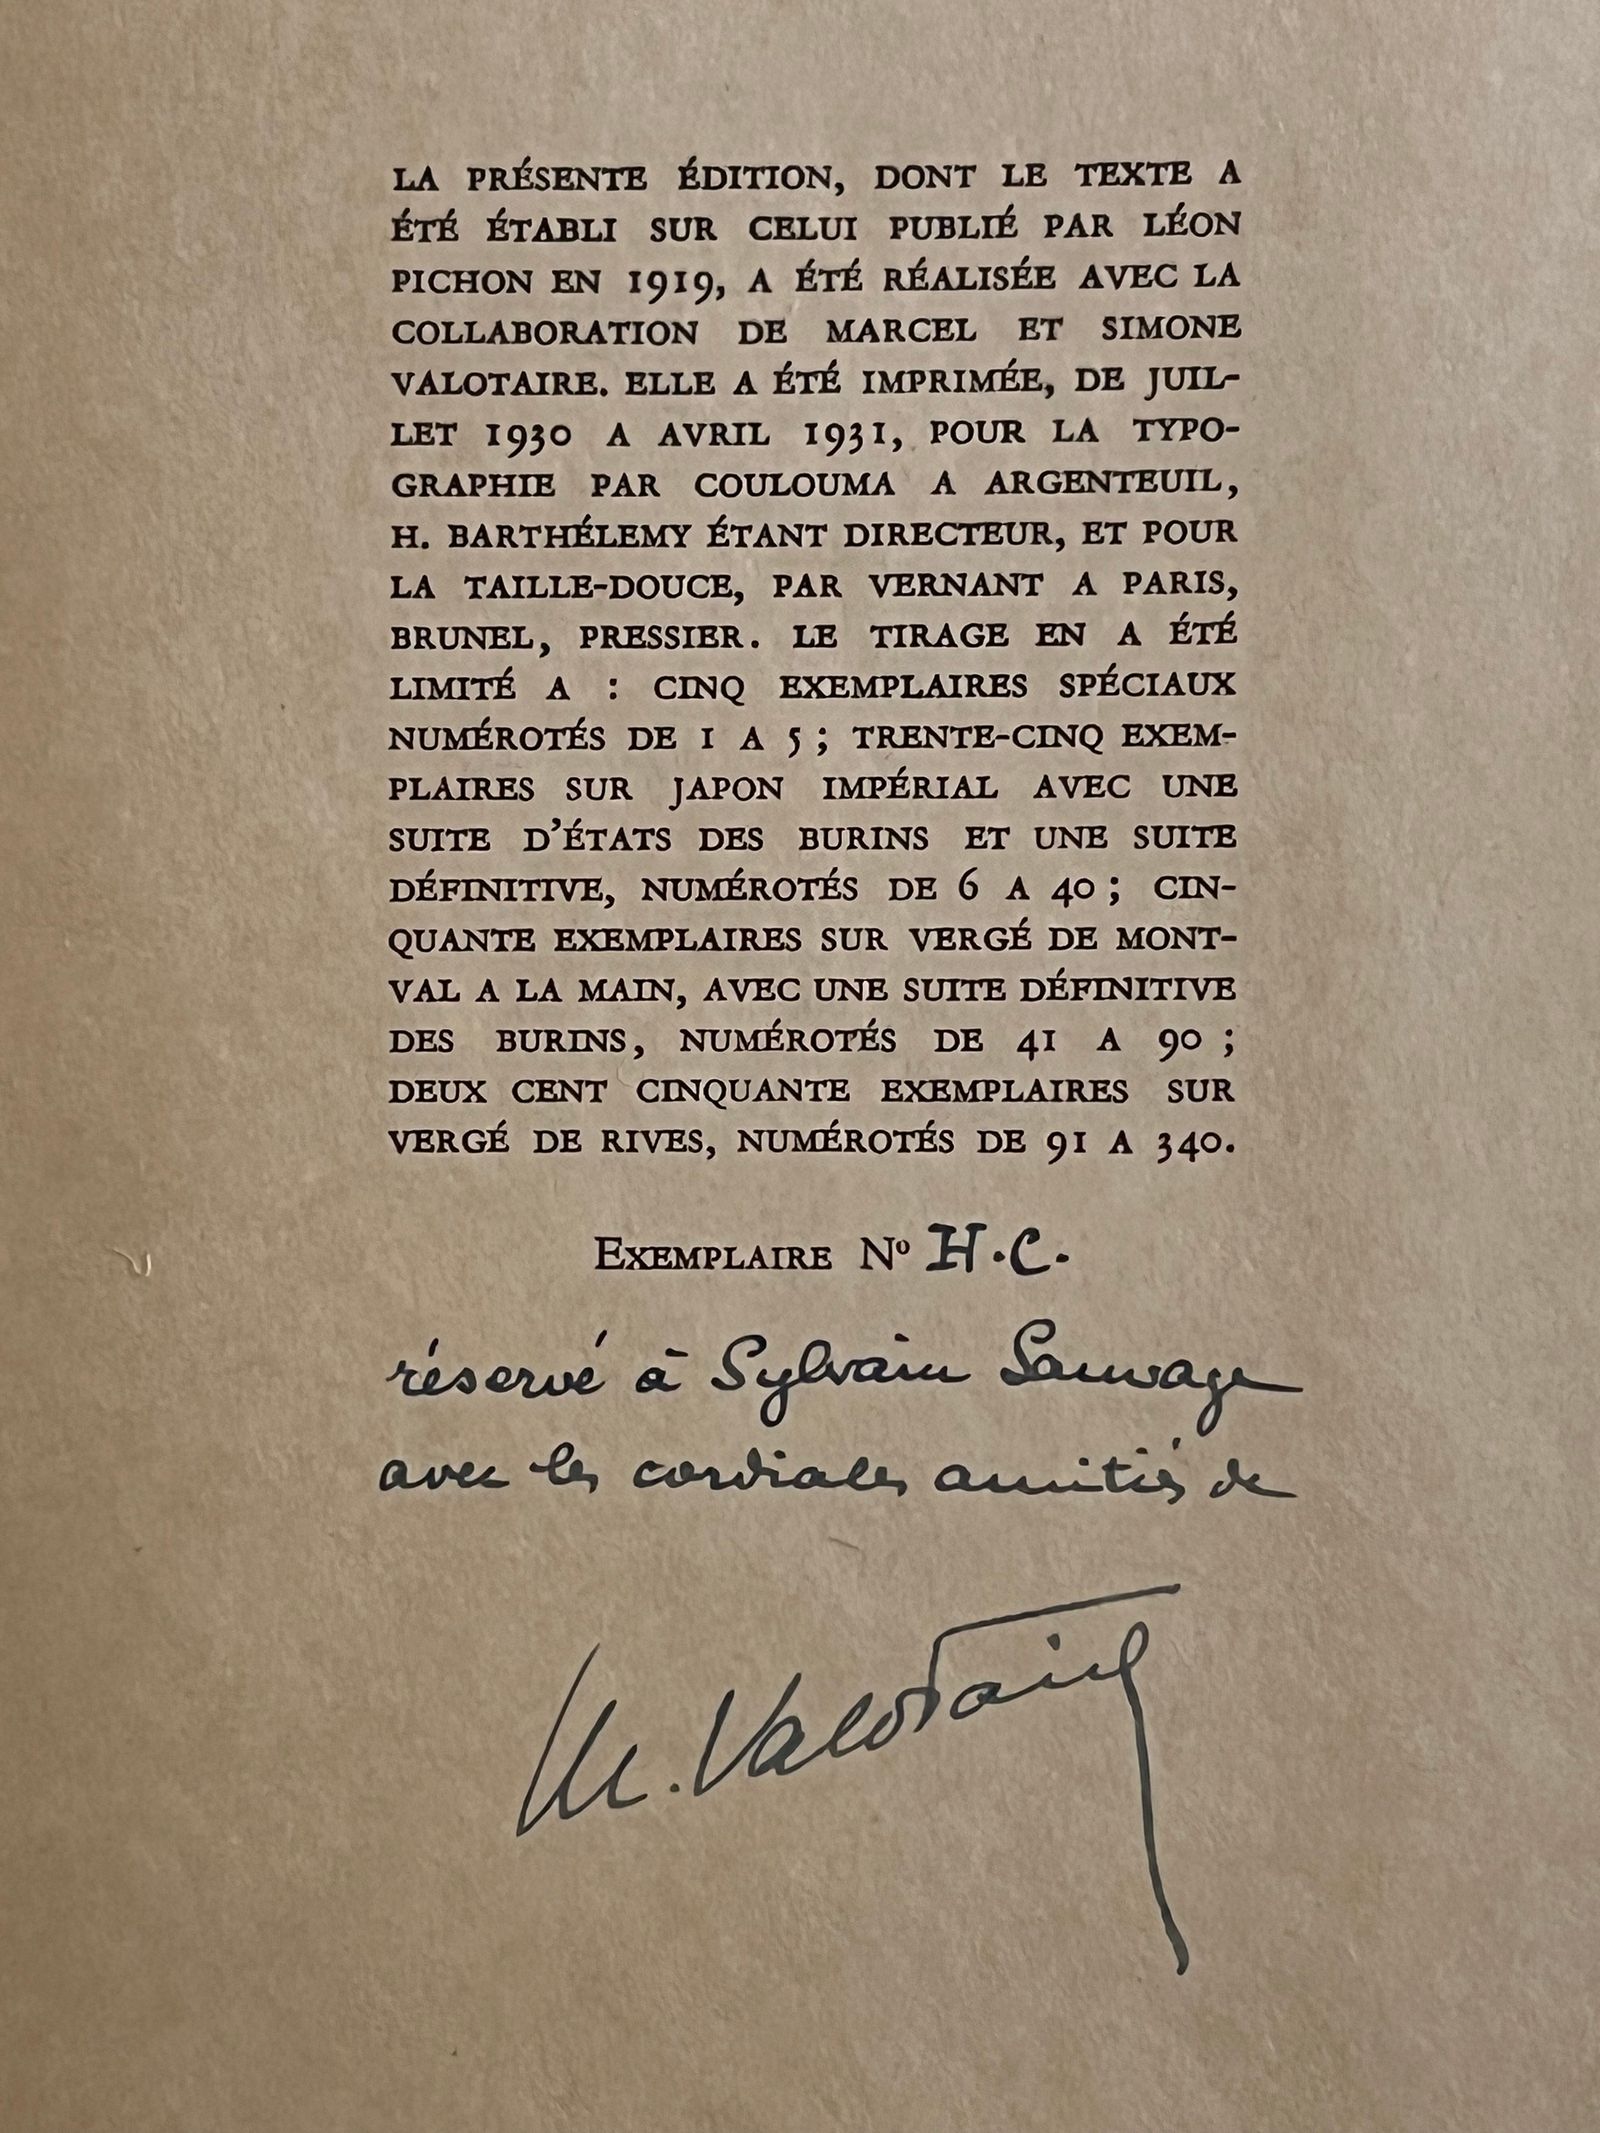 LA PRÉSENTE ÉDITION, DONT LE TEXTE A
ÉTÉ ÉTABLI SUR CELUI PUBLIÉ PAR LÉON
PICHON EN 1919, A ÉTÉ RÉALISÉE AVEC LA
COLLABORATION DE MARCEL ET SIMONE
VALOTAIRE. ELLE A ÉTÉ IMPRIMÉE, DE JUIL-
LET 1930 A AVRIL 1931, POUR LA TYPO-
GRAPHIE PAR COULOUMA A ARGENTEUIL,
H. BARTHÉLEMY ÉTANT DIRECTEUR, ET POUR
LA TAILLE-DOUCE, PAR VERNANT A PARIS,
BRUNEL, PRESSIER. LE TIRAGE EN A ÉTÉ
LIMITÉ A : CINQ EXEMPLAIRES SPÉCIAUX
NUMÉROTÉS DE 1 A 5 ; TRENTE-CINQ EXEM-
PLAIRES SUR JAPON IMPÉRIAL AVEC UNE
SUITE D'ÉTATS DES BURINS ET UNE SUITE
DÉFINITIVE, NUMÉROTÉS DE 6 A 40 ; CIN-
QUANTE EXEMPLAIRES SUR VERGÉ DE MONT-
VAL A LA MAIN, AVEC UNE SUITE DÉFINITIVE
DES BURINS, NUMÉROTÉS DE 41 A 90 ;
DEUX CENT CINQUANTE EXEMPLAIRES SUR
VERGÉ DE RIVES, NUMÉROTÉS DE 91 A 340.
EXEMPLAIRE Nº H.C.
réservé à Sylvain Sauvage
avec les cordiales amitiés de
M. Valotaire